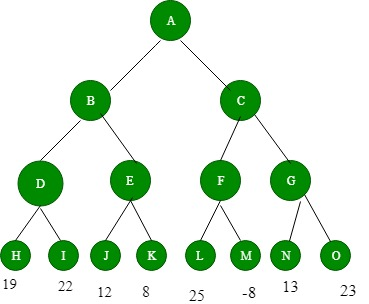 A
B C
D E F G
H I J K L M N O
19 22 12 8 25 -8 13 23